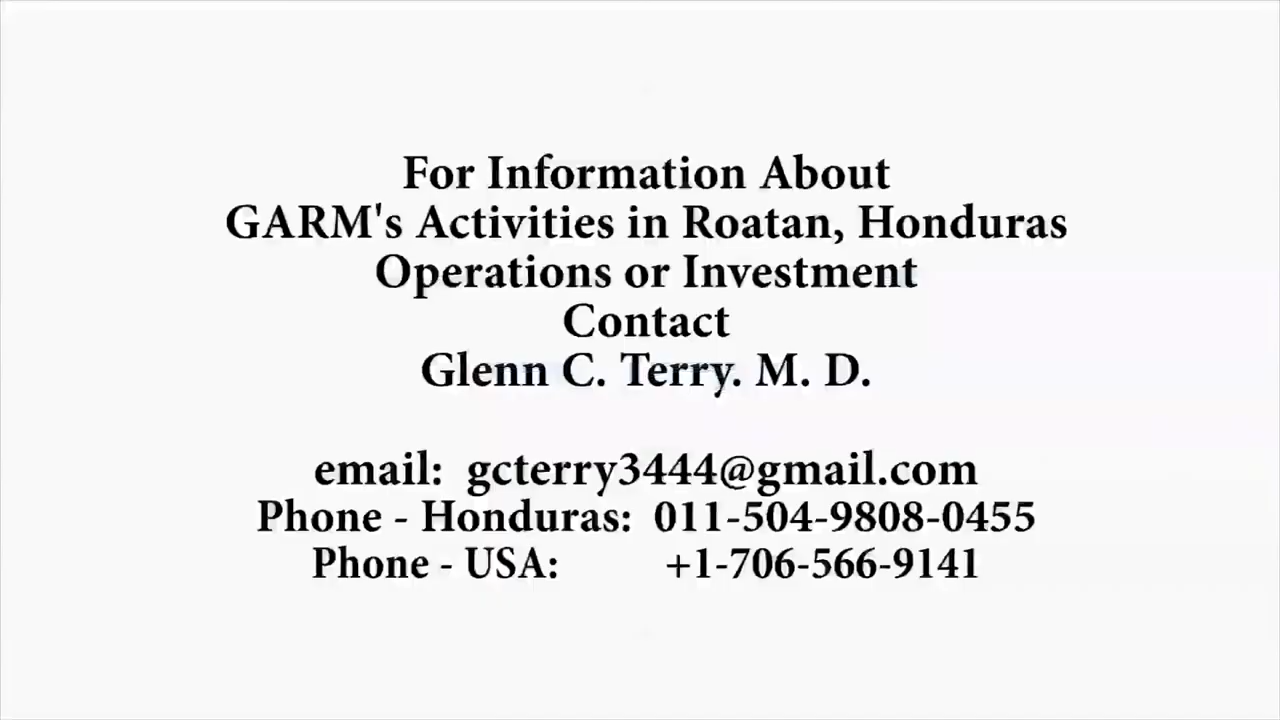 For Information About
GARM's Activities in Roatan, Honduras
Operations or Investment
Contact
Glenn C. Terry. M. D.
email: gcterry3444@gmail.com
Phone - Honduras: 011-504-9808-0455
Phone - USA: +1-706-566-9141